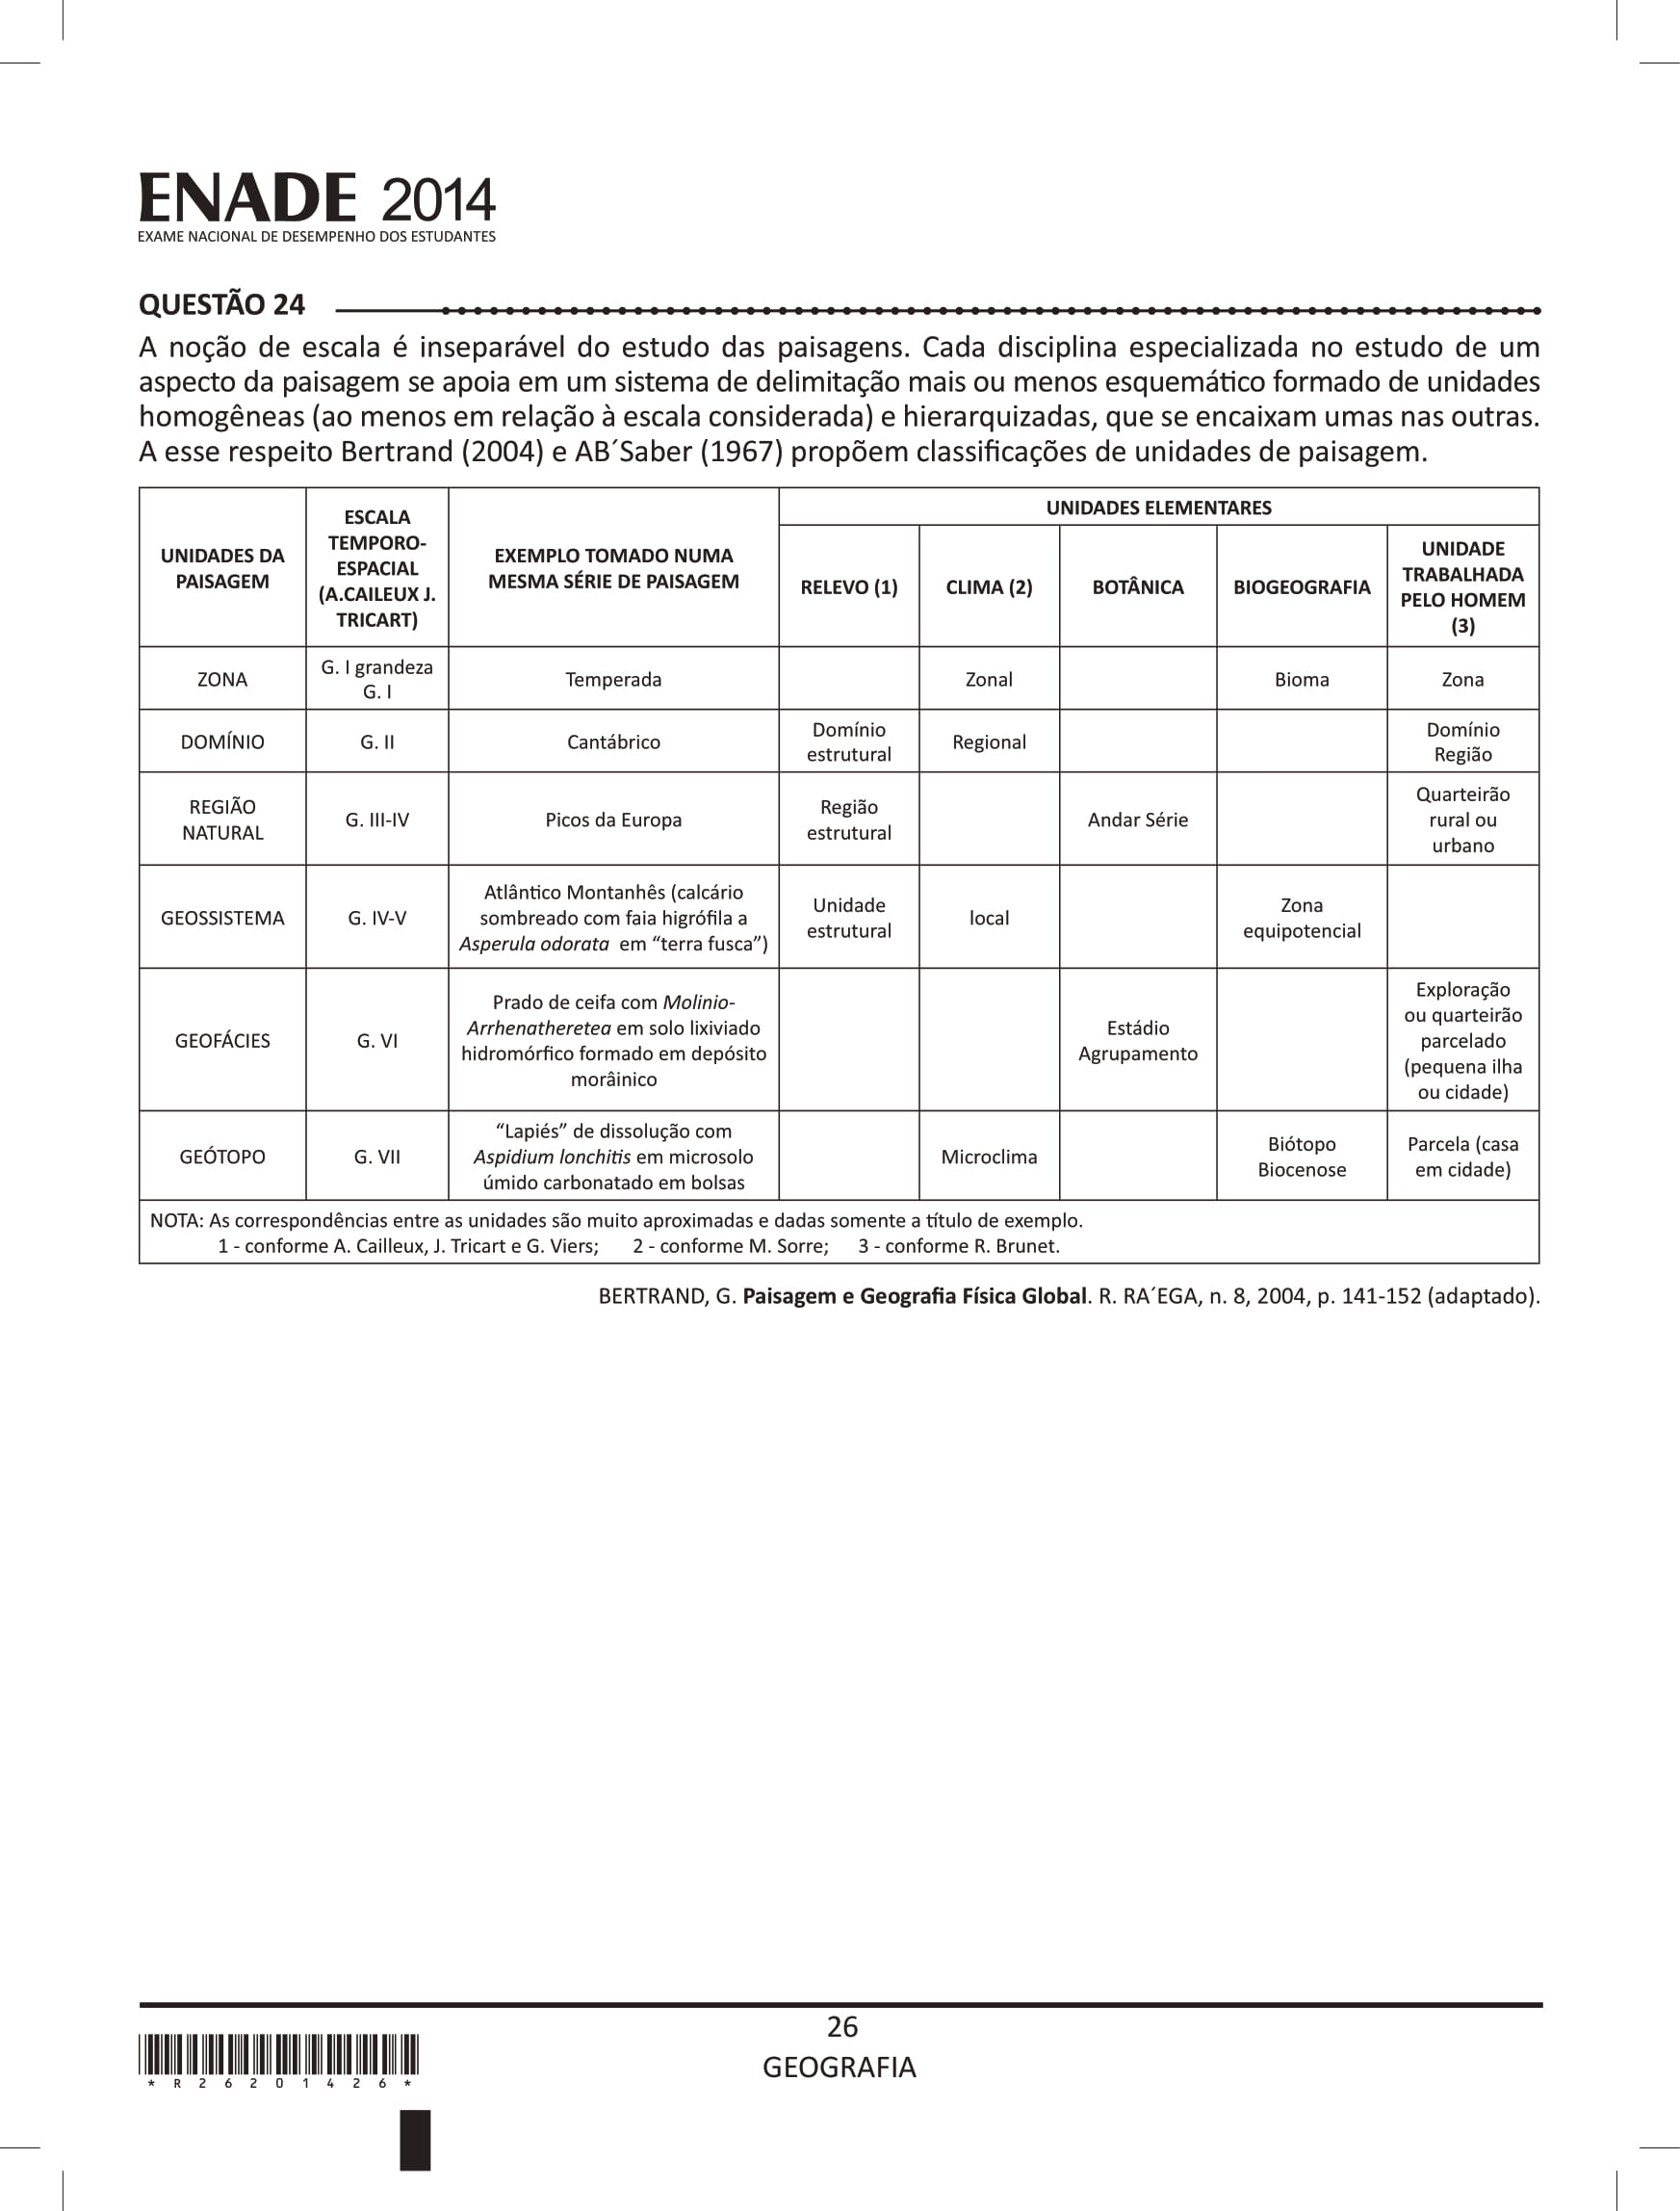 ENADE 2014
EXAME NACIONAL DE DESEMPENHO DOS ESTUDANTES
QUESTÃO 24
A noção de escala é inseparável do estudo das paisagens. Cada disciplina especializada no estudo de um
aspecto da paisagem se apoia em um sistema de delimitação mais ou menos esquemático formado de unidades
homogêneas (ao menos em relação à escala considerada) e hierarquizadas, que se encaixam umas nas outras.
A esse respeito Bertrand (2004) e AB´Saber (1967) propõem classificações de unidades de paisagem.
UNIDADES DA
PAISAGEM
ESCALA
TEMPORO-
ESPACIAL
(A.CAILEUX J.
TRICART)
EXEMPLO TOMADO NUMA
MESMA SÉRIE DE PAISAGEM
UNIDADES ELEMENTARES
RELEVO (1)
CLIMA (2)
BOTÂNICA
BIOGEOGRAFIA
UNIDADE
TRABALHADA
PELO HOMEM
(3)
ZONA
G. I grandeza
G. I
Temperada
Zonal
Bioma
Zona
DOMÍNIO
G. II
Cantábrico
Domínio
estrutural
Regional
Domínio
Região
REGIÃO
NATURAL
G. III-IV
Picos da Europa
Região
estrutural
Andar Série
Quarteirão
rural ou
urbano
GEOSSISTEMA
G. IV-V
Atlântico Montanhês (calcário
sombreado com faia higrófila a
Asperula odorata em “terra fusca”)
Unidade
estrutural
local
Zona
equipotencial
GEOFÁCIES
G. VI
Prado de ceifa com Molinio-
Arrhenatheretea em solo lixiviado
hidromórfico formado em depósito
morâinico
Estádio
Agrupamento
Exploração
ou quarteirão
parcelado
(pequena ilha
ou cidade)
GEÓTOPO
G. VII
“Lapiés” de dissolução com
Aspidium lonchitis em microsolo
úmido carbonatado em bolsas
Microclima
Biótopo
Biocenose
Parcela (casa
em cidade)
NOTA: As correspondências entre as unidades são muito aproximadas e dadas somente a título de exemplo.
1 - conforme A. Cailleux, J. Tricart e G. Viers; 2 - conforme M. Sorre; 3 - conforme R. Brunet.
BERTRAND, G. Paisagem e Geografia Física Global. R. RA´EGA, n. 8, 2004, p. 141-152 (adaptado).
26
GEOGRAFIA
* R 2 6 2 0 1 4 2 6 *